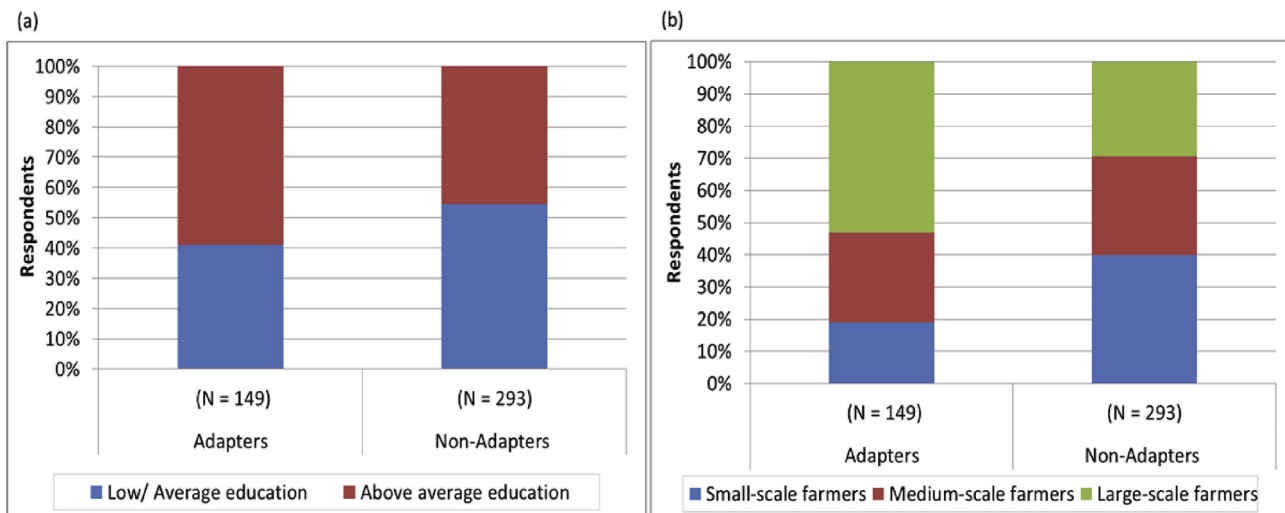 (a)
100%
90%
80%
70%
60%
50%
40%
30%
20%
10%
0%
Respondents
(N = 149)
(N = 293)
Adapters
Non-Adapters
Low/ Average education
Above average education
(b)
100%
90%
80%
70%
60%
50%
40%
30%
20%
10%
0%
Respondents
(N = 149)
(N = 293)
Adapters
Non-Adapters
Small-scale farmers
Medium-scale farmers
Large-scale farmers